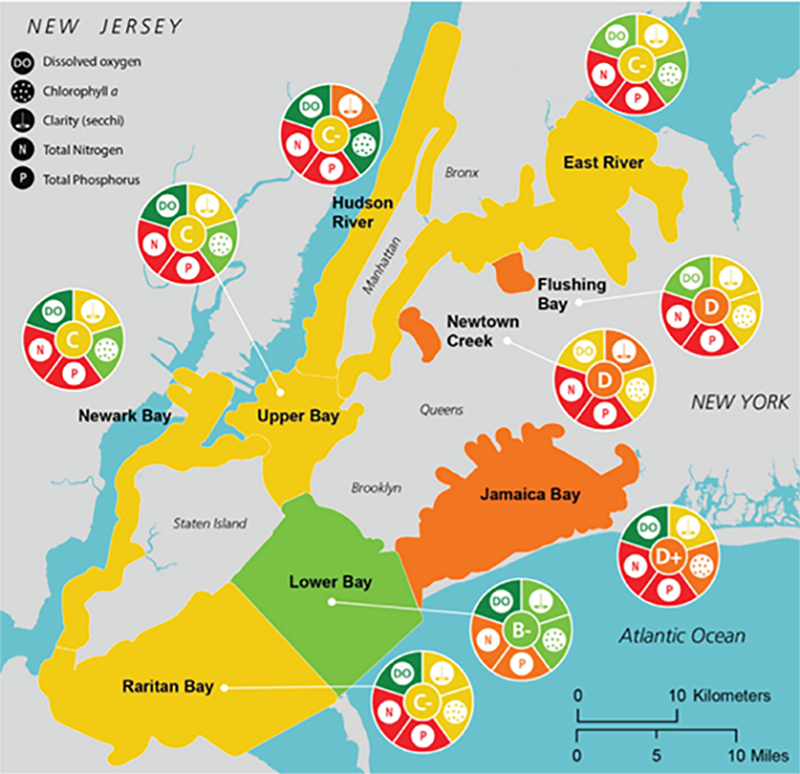 NEW JERSEY
DO Dissolved oxygen
Chlorophyll a
Clarity (secchi)
N Total Nitrogen
P Total Phosphorus
DO
C-
N
P
DO
C-
N
P
Bronx
East River
Hudson
River
Manhattan
DO
C
N
P
Flushing
Bay
DO
D
N
P
Newtown
Creek
DO
D
N
P
DO
C
N
P
NEW YORK
Newark Bay
Upper Bay
Queens
Brooklyn
Jamaica Bay
Staten Island
DO
D+
N
P
Lower Bay
DO
B-
N
P
Atlantic Ocean
Raritan Bay
DO
C-
N
P
0 10 Kilometers
0 5 10 Miles